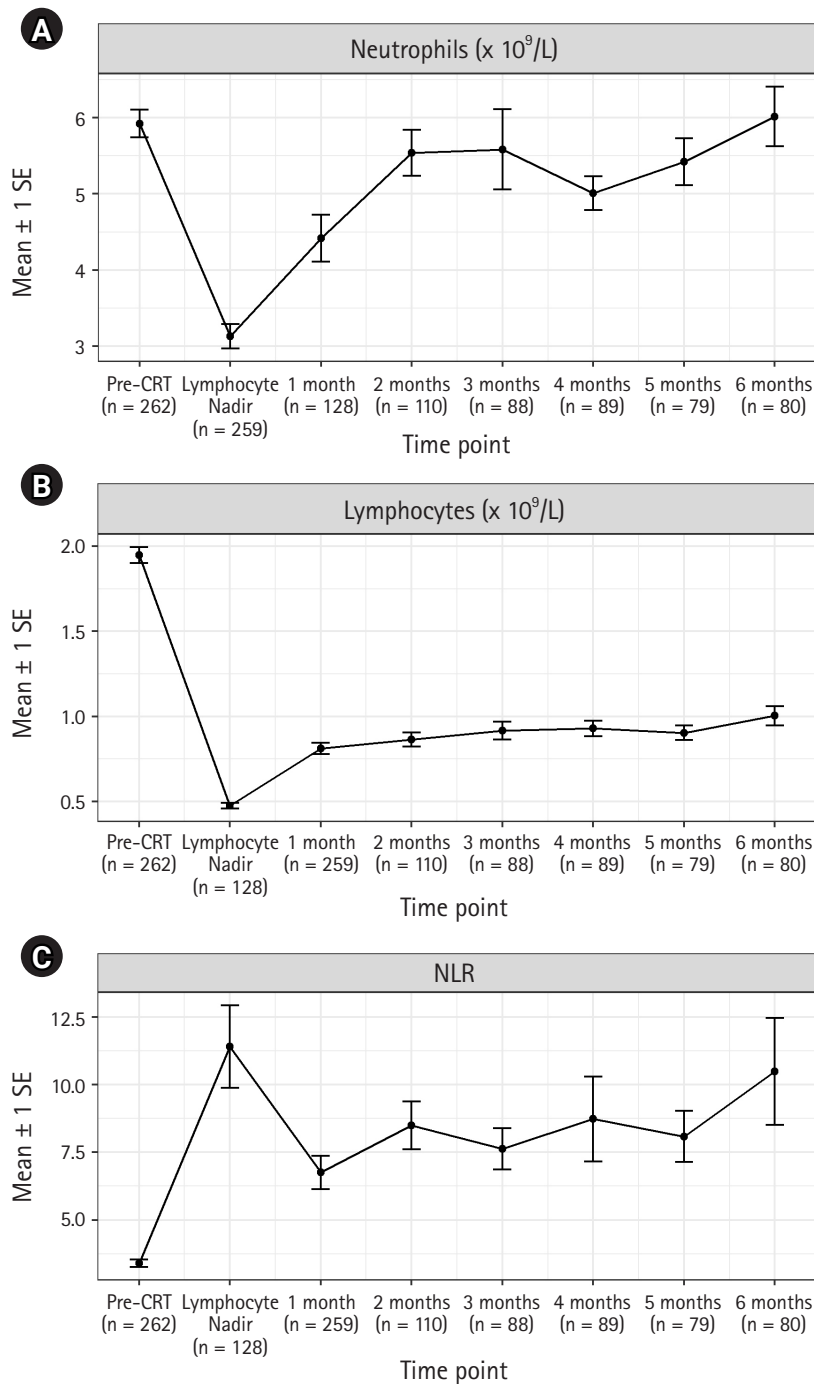 A
Neutrophils (x 10⁹/L)
Mean ± 1 SE
6
5
4
3
Pre-CRT Lymphocyte 1 month 2 months 3 months 4 months 5 months 6 months
(n = 262) Nadir (n = 128) (n = 110) (n = 88) (n = 89) (n = 79) (n = 80)
(n = 259)
Time point
B
Lymphocytes (x 10⁹/L)
Mean ± 1 SE
2.0
1.5
1.0
0.5
Pre-CRT Lymphocyte 1 month 2 months 3 months 4 months 5 months 6 months
(n = 262) Nadir (n = 259) (n = 110) (n = 88) (n = 89) (n = 79) (n = 80)
(n = 128)
Time point
C
NLR
Mean ± 1 SE
12.5
10.0
7.5
5.0
Pre-CRT Lymphocyte 1 month 2 months 3 months 4 months 5 months 6 months
(n = 262) Nadir (n = 259) (n = 110) (n = 88) (n = 89) (n = 79) (n = 80)
(n = 128)
Time point